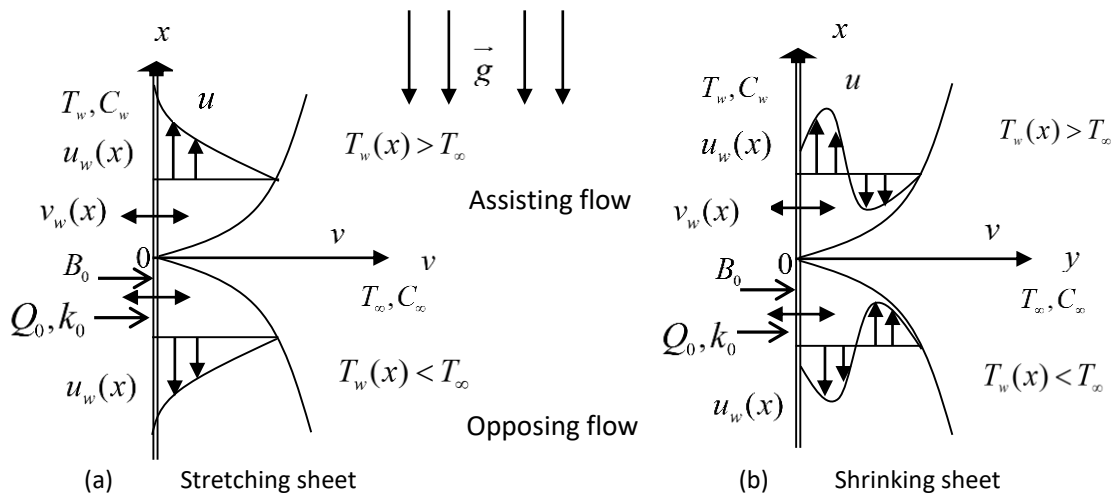 x
g
T_w, C_w
u
u_w(x)
T_w(x) > T_∞
Assisting flow
v_w(x)
0
v
v
B_0
T_∞, C_∞
Q_0, k_0
T_w(x) < T_∞
u_w(x)
Opposing flow
(a) Stretching sheet
x
T_w, C_w
u
T_w(x) > T_∞
u_w(x)
v_w(x)
0
v
y
B_0
T_∞, C_∞
Q_0, k_0
T_w(x) < T_∞
u_w(x)
(b) Shrinking sheet